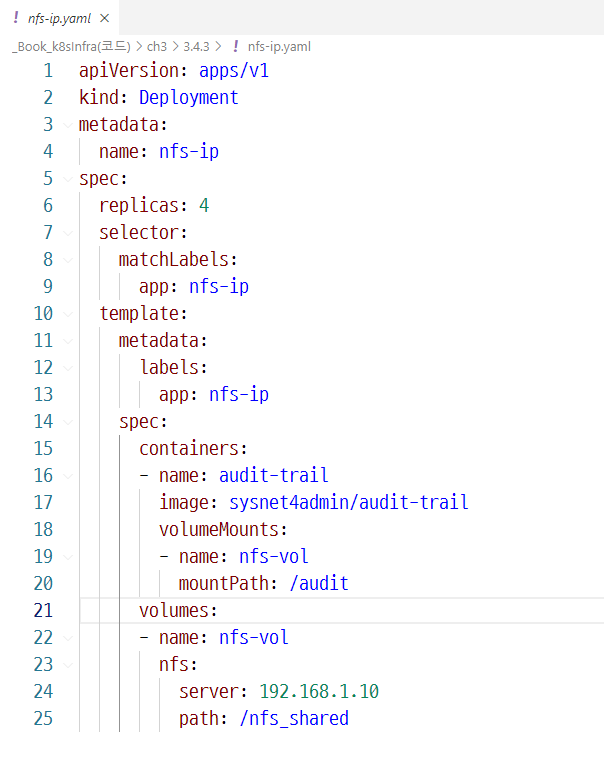 ! nfs-ip.yaml ×
_Book_k8sInfra(코드) > ch3 > 3.4.3 > ! nfs-ip.yaml
1 apiVersion: apps/v1
2 kind: Deployment
3 metadata:
4   name: nfs-ip
5 spec:
6   replicas: 4
7   selector:
8     matchLabels:
9       app: nfs-ip
10   template:
11     metadata:
12       labels:
13         app: nfs-ip
14     spec:
15       containers:
16       - name: audit-trail
17         image: sysnet4admin/audit-trail
18         volumeMounts:
19         - name: nfs-vol
20           mountPath: /audit
21       volumes:
22       - name: nfs-vol
23         nfs:
24           server: 192.168.1.10
25           path: /nfs_shared